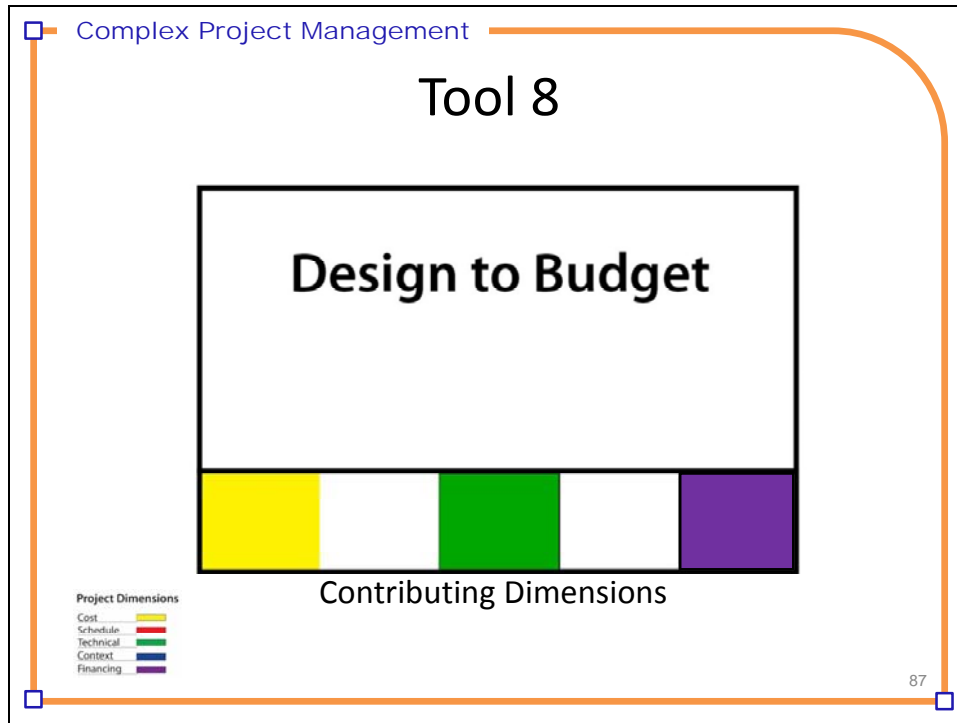 Complex Project Management
Tool 8
Design to Budget
Contributing Dimensions
Project Dimensions
Cost
Schedule
Technical
Context
Financing
87